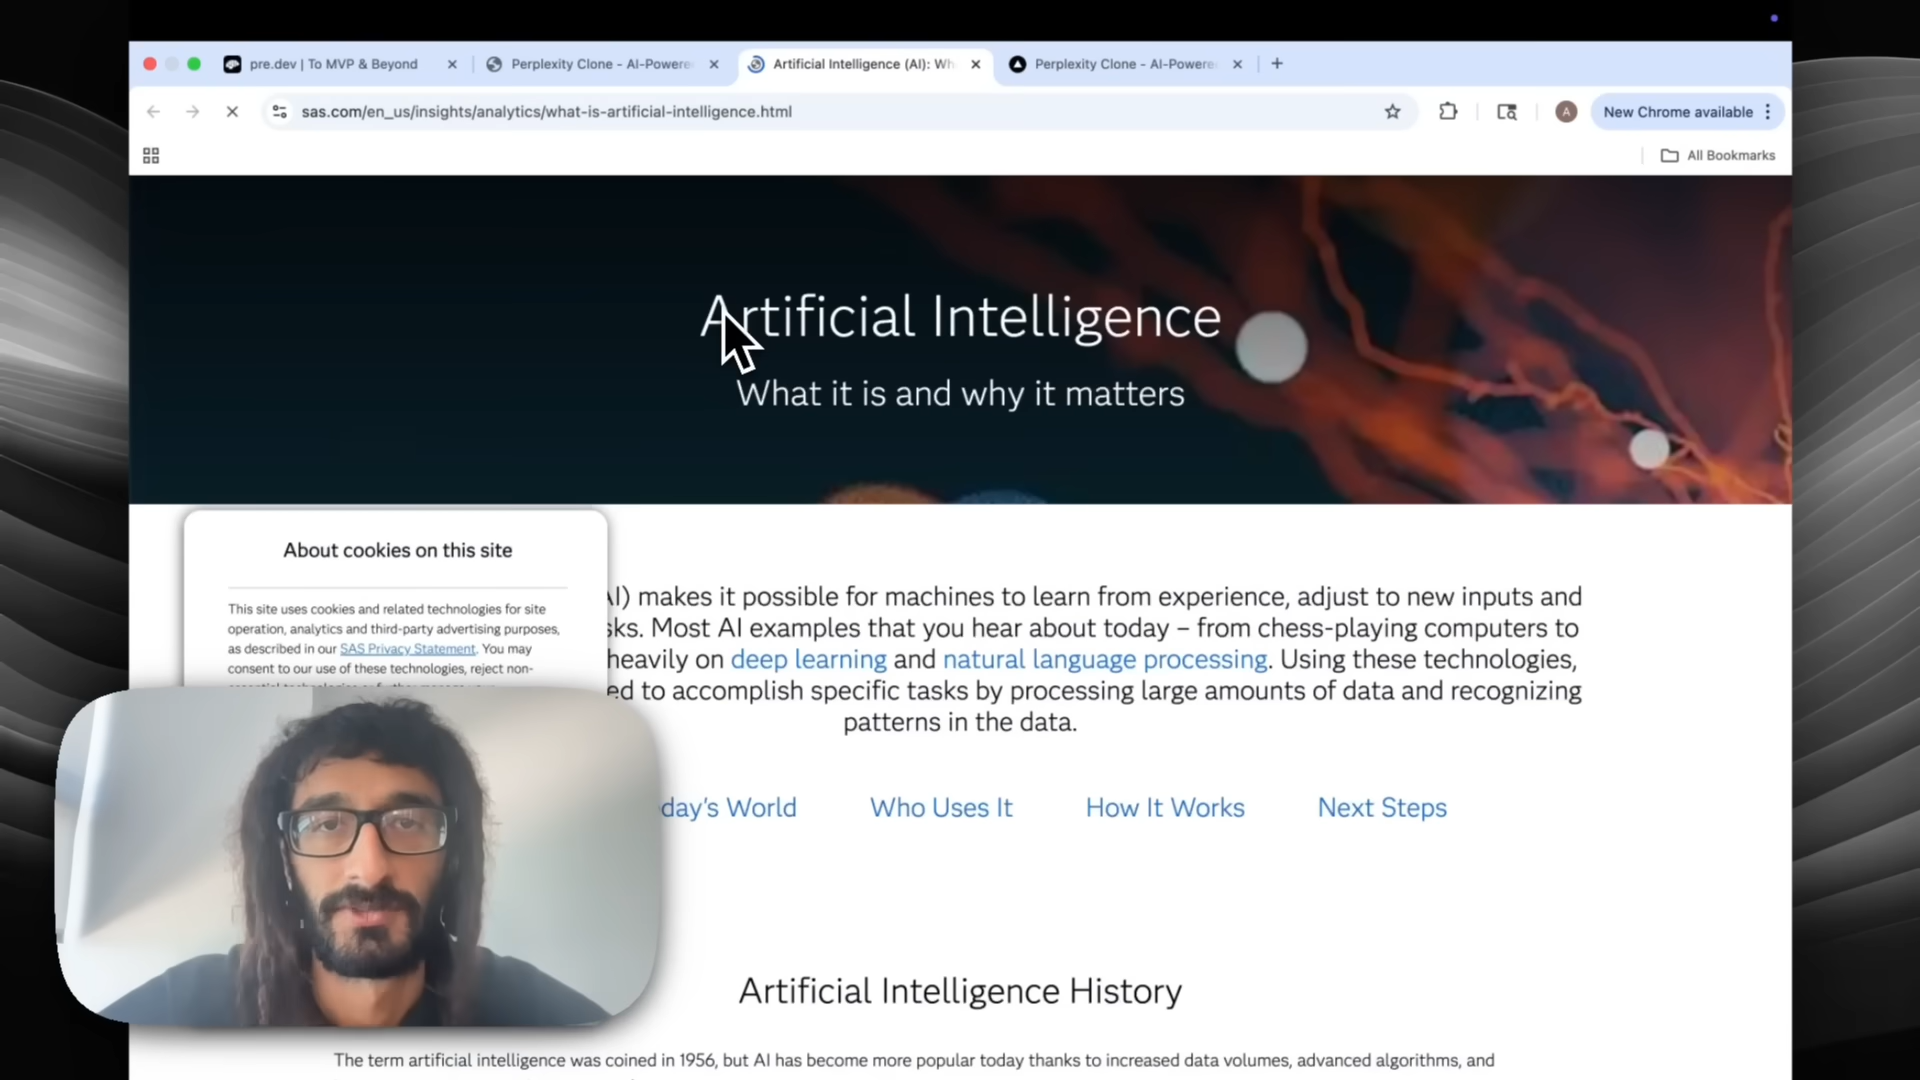 pre.dev | To MVP & Beyond
Perplexity Clone - AI-Powere
Artificial Intelligence (AI): Wh
Perplexity Clone - AI-Powere
sas.com/en_us/insights/analytics/what-is-artificial-intelligence.html
A
New Chrome available
All Bookmarks
Artificial Intelligence
What it is and why it matters
About cookies on this site
This site uses cookies and related technologies for site
operation, analytics and third-party advertising purposes,
as described in our SAS Privacy Statement. You may
consent to our use of these technologies, reject non-
AI) makes it possible for machines to learn from experience, adjust to new inputs and
sks. Most AI examples that you hear about today – from chess-playing computers to
heavily on deep learning and natural language processing. Using these technologies,
ed to accomplish specific tasks by processing large amounts of data and recognizing
patterns in the data.
day's World
Who Uses It
How It Works
Next Steps
Artificial Intelligence History
The term artificial intelligence was coined in 1956, but AI has become more popular today thanks to increased data volumes, advanced algorithms, and